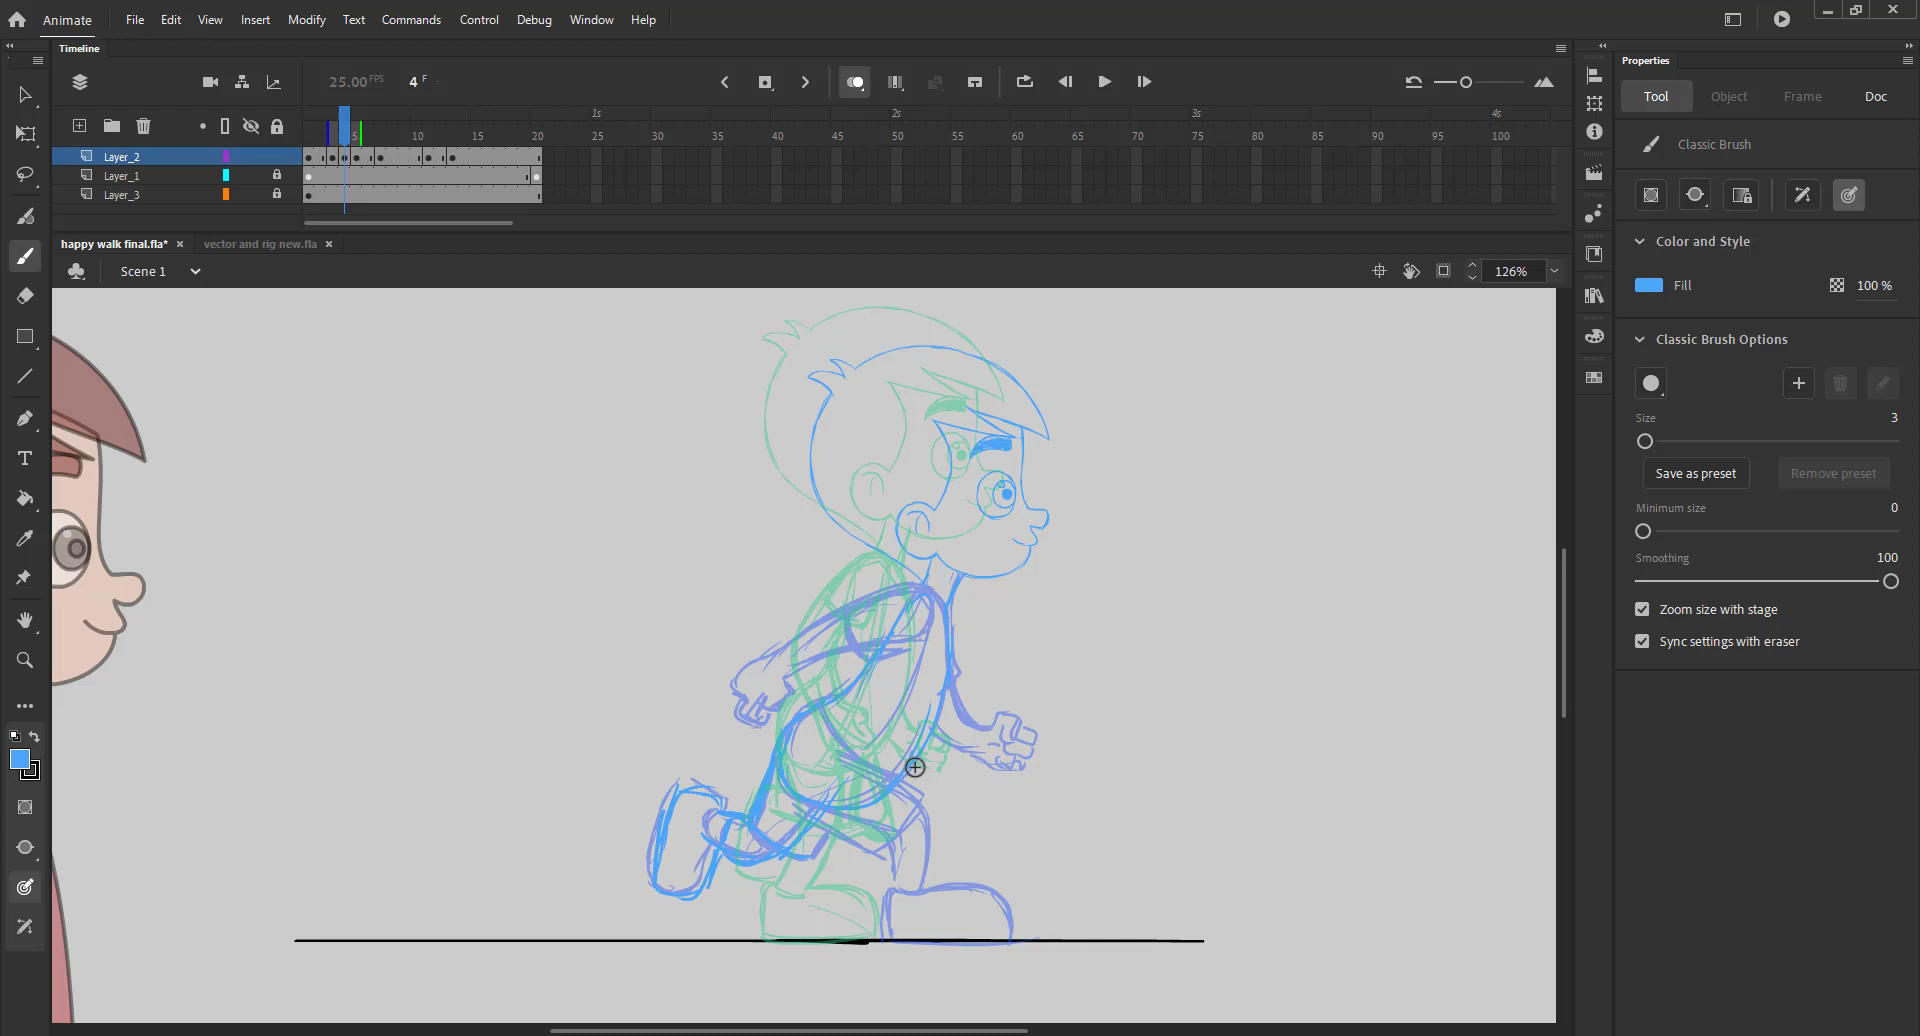 Animate File Edit View Insert Modify Text Commands Control Debug Window Help
Timeline
25.00 FPS 4 F
1s 2s 3s 4s
5 10 15 20 25 30 35 40 45 50 55 60 65 70 75 80 85 90 95 100
Layer_2
Layer_1
Layer_3
happy walk final.fla* vector and rig new.fla
Scene 1 126%
Properties
Tool Object Frame Doc
Classic Brush
Color and Style
Fill 100 %
Classic Brush Options
Size 3
Save as preset Remove preset
Minimum size 0
Smoothing 100
Zoom size with stage
Sync settings with eraser